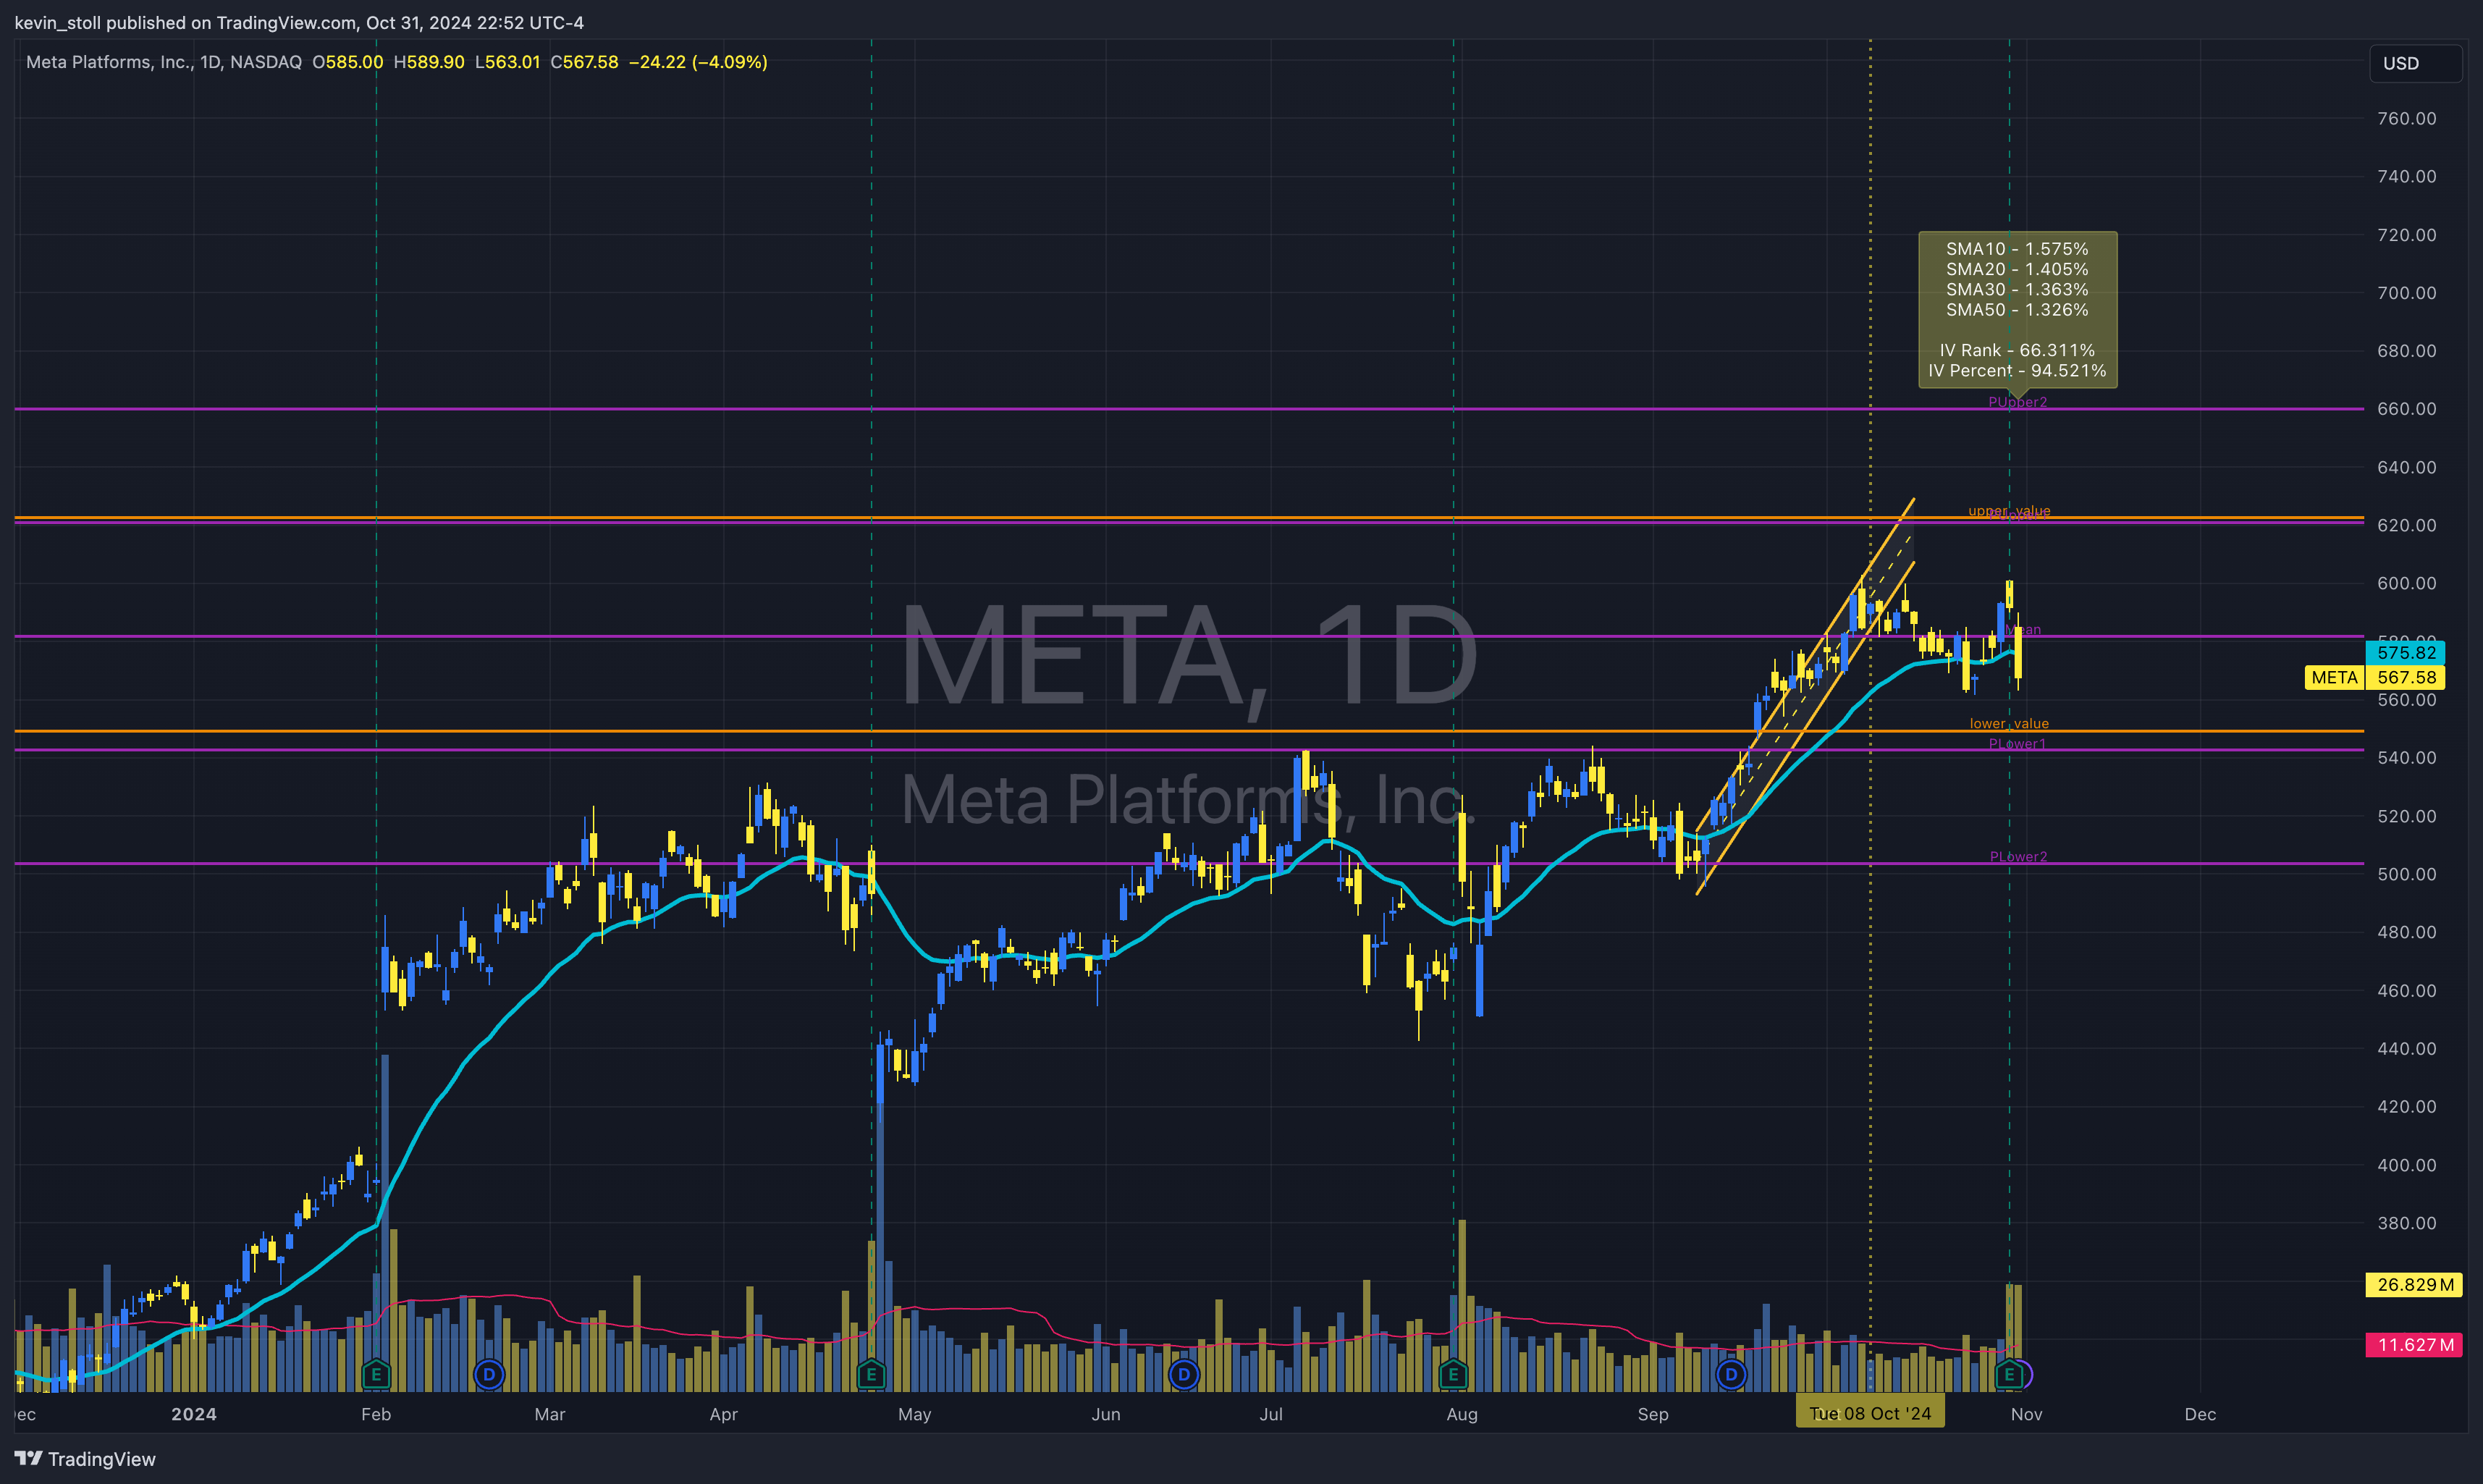 kevin_stoll published on TradingView.com, Oct 31, 2024 22:52 UTC-4
Meta Platforms, Inc., 1D, NASDAQ O585.00 H589.90 L563.01 C567.58 −24.22 (−4.09%)
USD
760.00
740.00
720.00
SMA10 - 1.575%
SMA20 - 1.405%
SMA30 - 1.363%
SMA50 - 1.326%
IV Rank - 66.311%
IV Percent - 94.521%
700.00
680.00
PUpper2
660.00
640.00
upper_value
620.00
600.00
Mean
580.00
575.82
META 567.58
560.00
lower_value
PLower1
540.00
META, 1D
Meta Platforms, Inc.
520.00
PLower2
500.00
480.00
460.00
440.00
420.00
400.00
380.00
26.829M
11.627M
E D E D E D E
2024 Feb Mar Apr May Jun Jul Aug Sep Tue 08 Oct '24 Nov Dec
TradingView